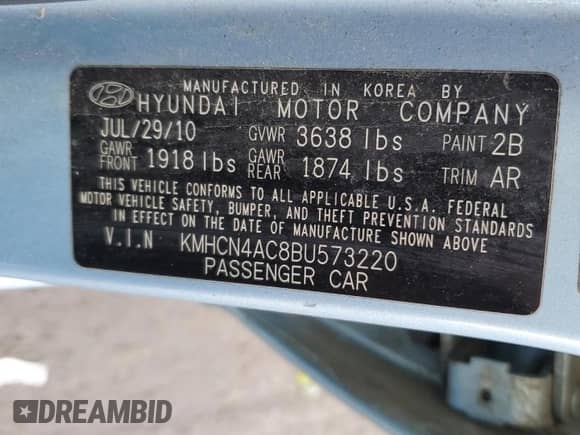 MANUFACTURED IN KOREA BY
HYUNDAI MOTOR COMPANY
JUL/29/10 GVWR 3638 lbs PAINT 2B
GAWR FRONT 1918 lbs GAWR REAR 1874 lbs TRIM AR
THIS VEHICLE CONFORMS TO ALL APPLICABLE U.S.A. FEDERAL
MOTOR VEHICLE SAFETY, BUMPER, AND THEFT PREVENTION STANDARDS
IN EFFECT ON THE DATE OF MANUFACTURE SHOWN ABOVE
V.I.N KMHCN4AC8BU573220
PASSENGER CAR
DREAMBID